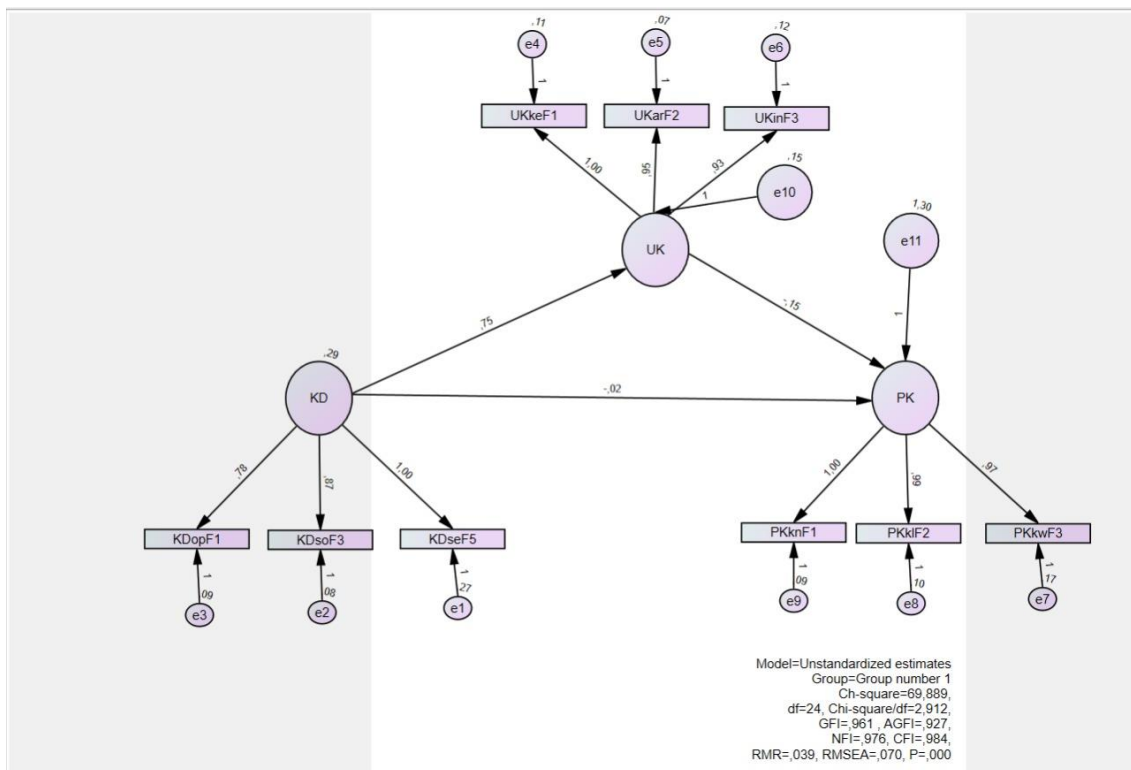 ,11
,07
,12
e4
e5
e6
1
1
1
UKkeF1
UKarF2
UKinF3
1,00
,95
,93
,15
e10
1
UK
1,30
e11
1
,75
-,15
,29
KD
-,02
PK
,78
,87
1,00
1,00
,99
,97
KDopF1
KDsoF3
KDseF5
PKknF1
PKklF2
PKkwF3
1
1
1
1
1
1
,09
,08
,27
,09
,10
,17
e3
e2
e1
e9
e8
e7
Model=Unstandardized estimates
Group=Group number 1
Ch-square=69,889,
df=24, Chi-square/df=2,912,
GFI=,961 , AGFI=,927,
NFI=,976, CFI=,984,
RMR=,039, RMSEA=,070, P=,000